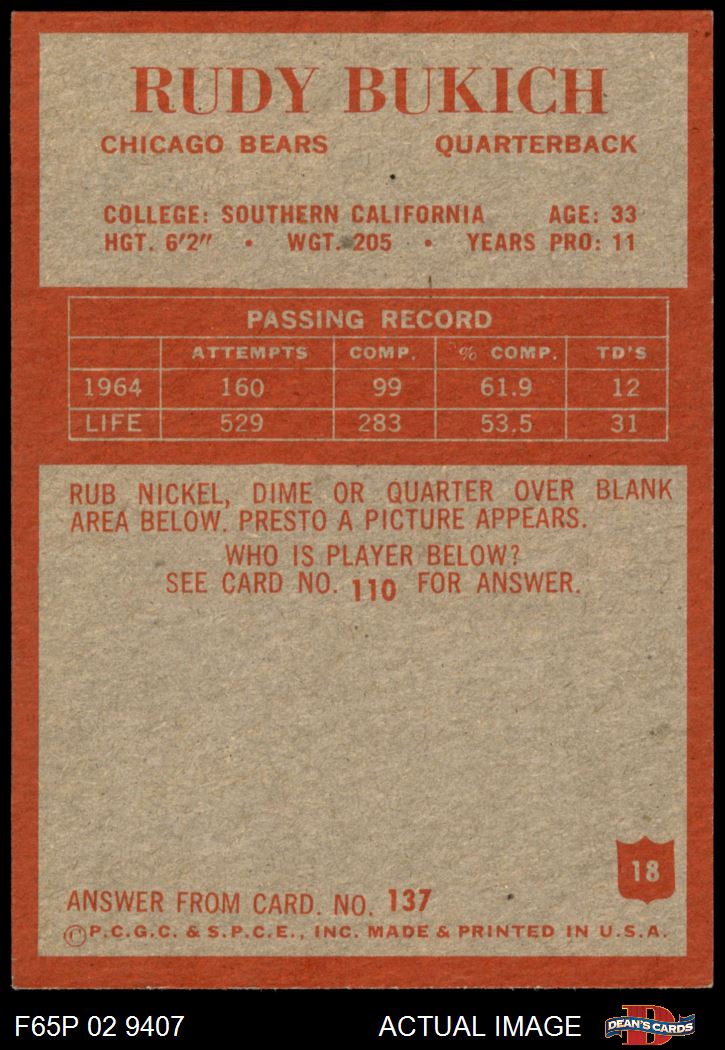 RUDY BUKICH
CHICAGO BEARS QUARTERBACK
COLLEGE: SOUTHERN CALIFORNIA AGE: 33
HGT. 6'2" • WGT. 205 • YEARS PRO: 11
PASSING RECORD
ATTEMPTS COMP. % COMP. TD'S
1964 160 99 61.9 12
LIFE 529 283 53.5 31
RUB NICKEL, DIME OR QUARTER OVER BLANK
AREA BELOW. PRESTO A PICTURE APPEARS.
WHO IS PLAYER BELOW?
SEE CARD NO. 110 FOR ANSWER.
18
ANSWER FROM CARD. NO. 137
©P.C.G.C. & S.P.C.E., INC. MADE & PRINTED IN U.S.A.
F65P 02 9407 ACTUAL IMAGE D DEAN'S CARDS